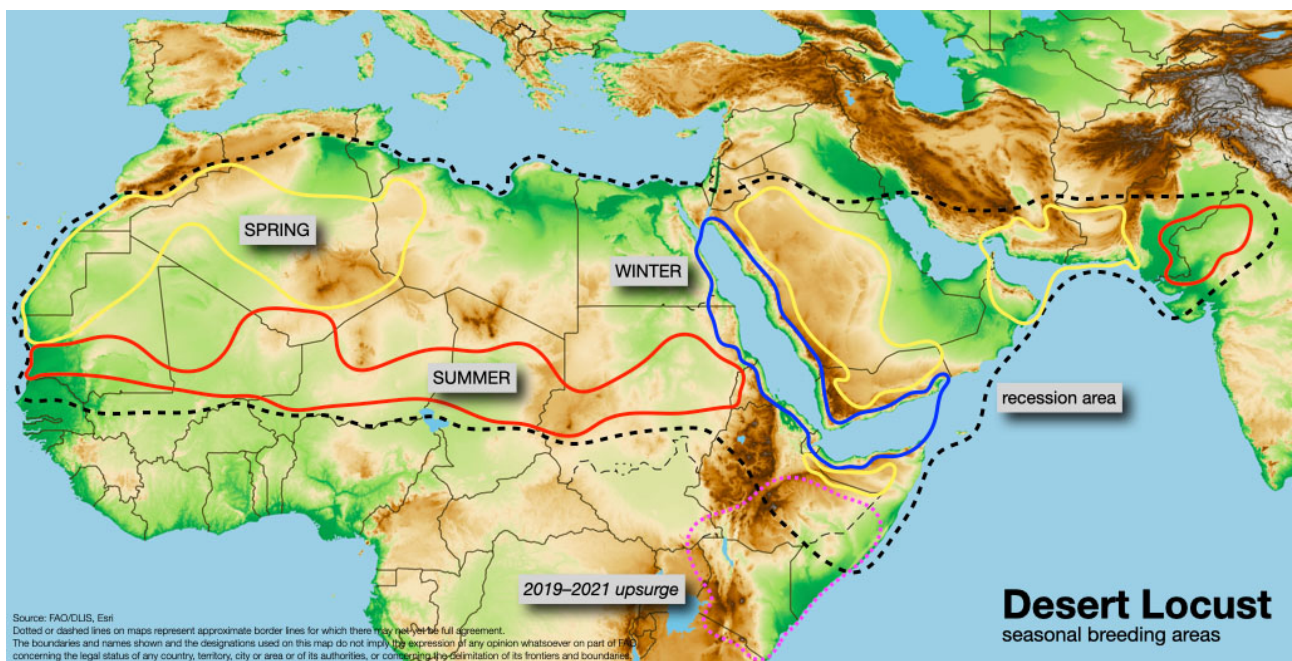 SPRING
WINTER
SUMMER
recession area
2019–2021 upsurge
Desert Locust
seasonal breeding areas
Source: FAO/DLIS, Esri
Dotted or dashed lines on maps represent approximate border lines for which there may not yet be full agreement.
The boundaries and names shown and the designations used on this map do not imply the expression of any opinion whatsoever on part of FAO
concerning the legal status of any country, territory, city or area or of its authorities, or concerning the delimitation of its frontiers and boundaries.